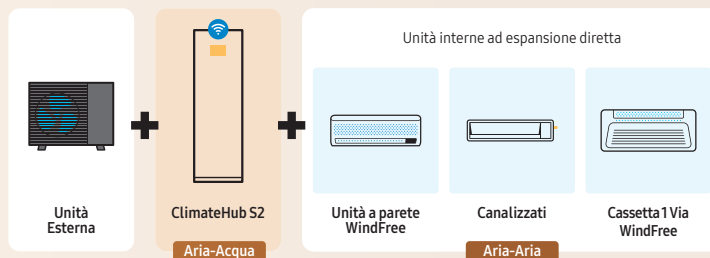 Unità interne ad espansione diretta
Unità
Esterna
ClimateHub S2
Unità a parete
WindFree
Canalizzati
Cassetta 1 Via
WindFree
Aria-Acqua
Aria-Aria